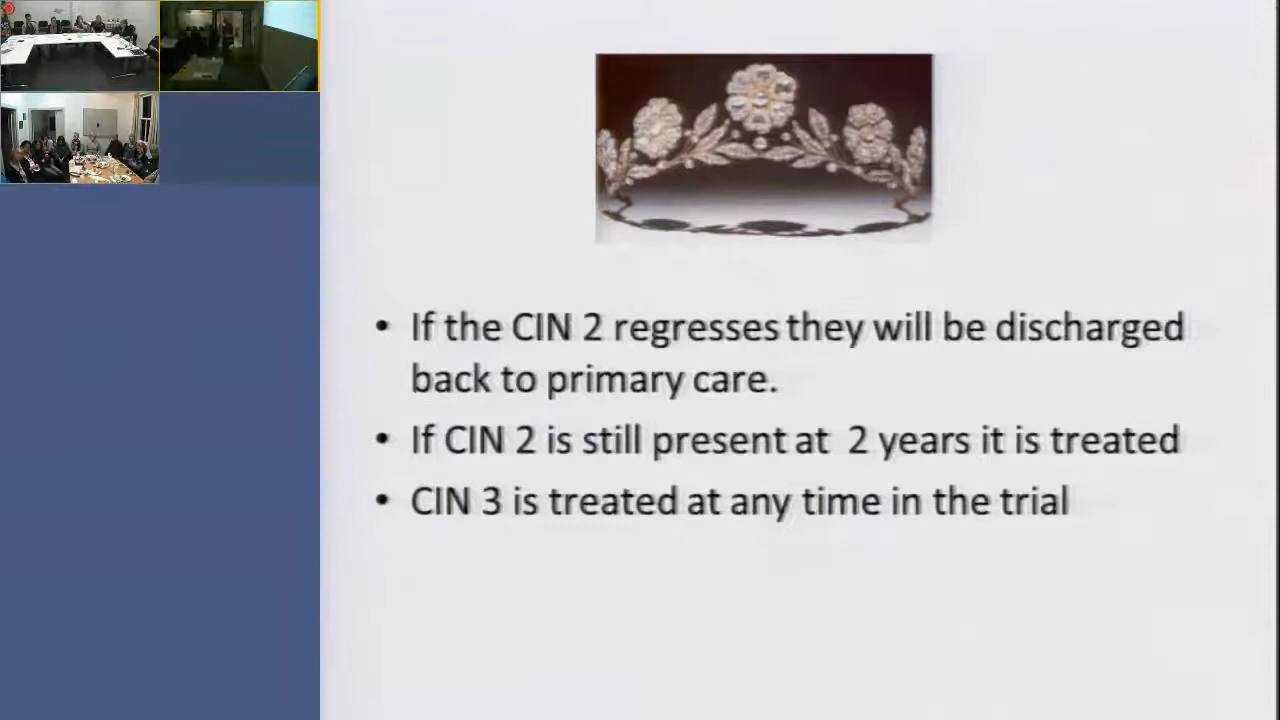 • If the CIN 2 regresses they will be discharged
back to primary care.
• If CIN 2 is still present at 2 years it is treated
• CIN 3 is treated at any time in the trial